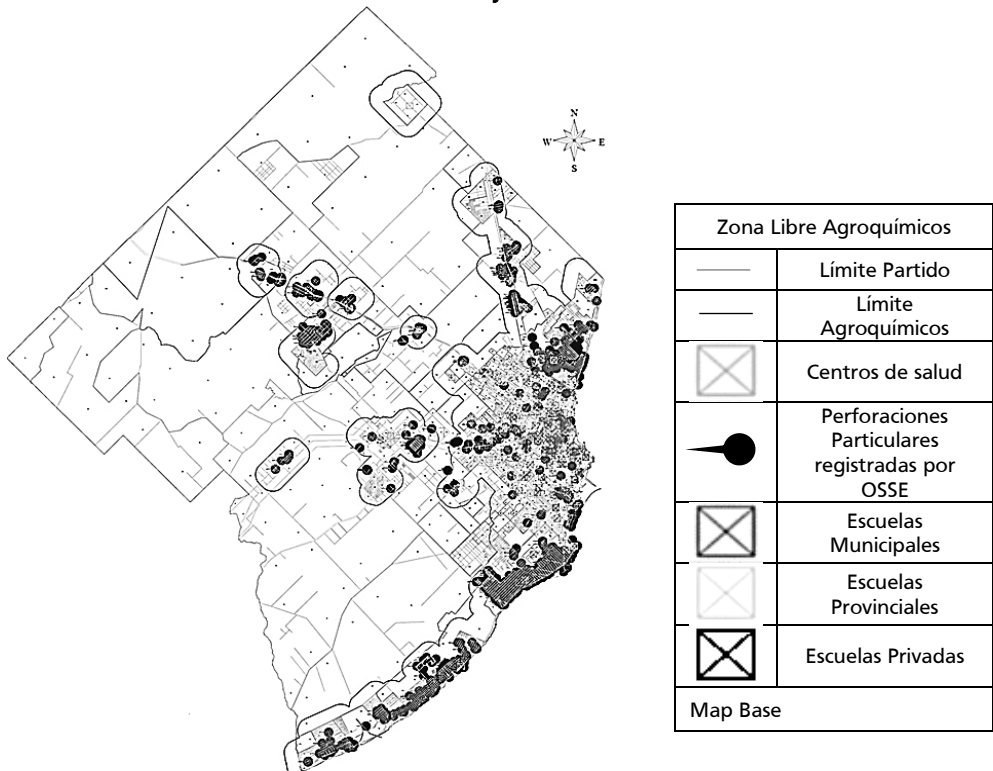 N
W E
S
Zona Libre Agroquímicos
Límite Partido
Límite
Agroquímicos
Centros de salud
Perforaciones
Particulares
registradas por
OSSE
Escuelas
Municipales
Escuelas
Provinciales
Escuelas Privadas
Map Base